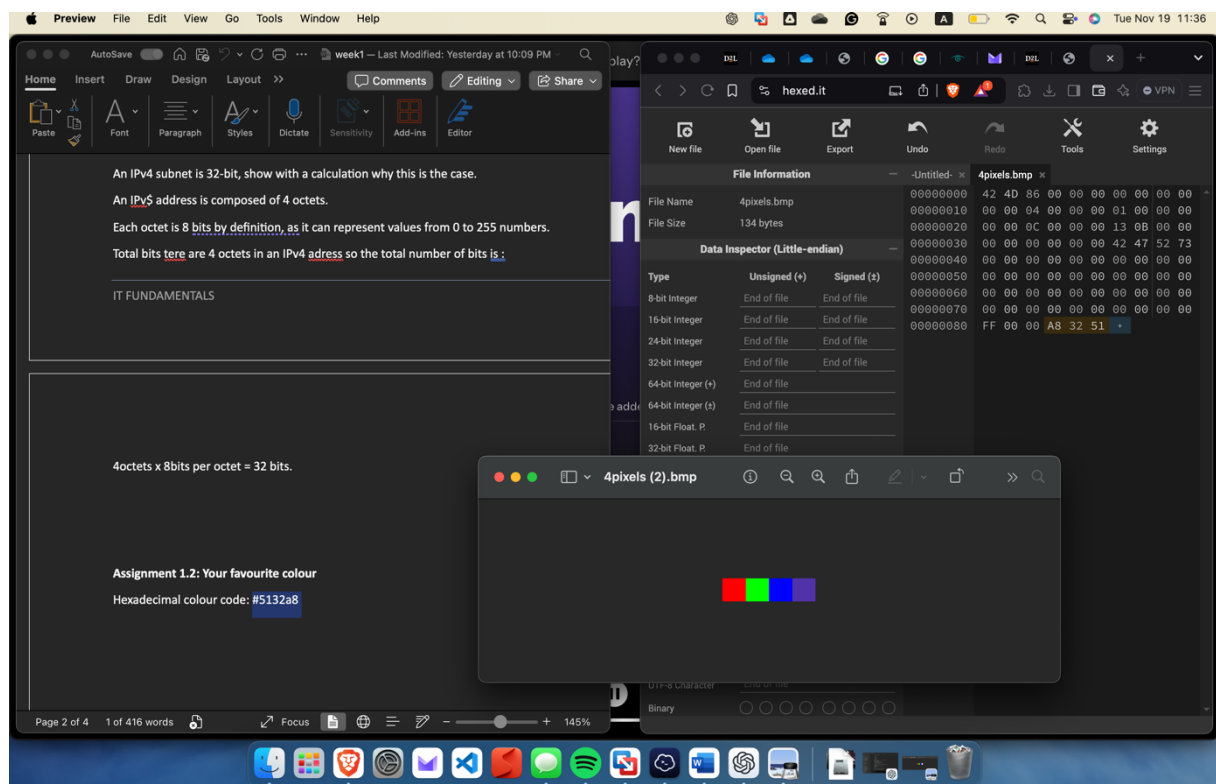 Preview File Edit View Go Tools Window Help
Tue Nov 19 11:36
AutoSave
week1 — Last Modified: Yesterday at 10:09 PM
Home Insert Draw Design Layout >>
Comments Editing Share
Paste Font Paragraph Styles Dictate Sensitivity Add-ins Editor
An IPv4 subnet is 32-bit, show with a calculation why this is the case.
An IPv$ address is composed of 4 octets.
Each octet is 8 bits by definition, as it can represent values from 0 to 255 numbers.
Total bits tere are 4 octets in an IPv4 adress so the total number of bits is :
IT FUNDAMENTALS
4octets x 8bits per octet = 32 bits.
Assignment 1.2: Your favourite colour
Hexadecimal colour code: #5132a8
Page 2 of 4 1 of 416 words Focus 145%
play?
D2L D2L
hexed.it
VPN
New file Open file Export Undo Redo Tools Settings
File Information
File Name 4pixels.bmp
File Size 134 bytes
Data Inspector (Little-endian)
Type Unsigned (+) Signed (±)
8-bit Integer End of file End of file
16-bit Integer End of file End of file
24-bit Integer End of file End of file
32-bit Integer End of file End of file
64-bit Integer (+) End of file
64-bit Integer (±) End of file
16-bit Float. P. End of file
32-bit Float. P. End of file
UTF-8 Character End of file
Binary
-Untitled- × 4pixels.bmp ×
00000000 42 4D 86 00 00 00 00 00 00 00
00000010 00 00 04 00 00 00 01 00 00 00
00000020 00 00 0C 00 00 00 13 0B 00 00
00000030 00 00 00 00 00 00 42 47 52 73
00000040 00 00 00 00 00 00 00 00 00 00
00000050 00 00 00 00 00 00 00 00 00 00
00000060 00 00 00 00 00 00 00 00 00 00
00000070 00 00 00 00 00 00 00 00 00 00
00000080 FF 00 00 A8 32 51 +
4pixels (2).bmp